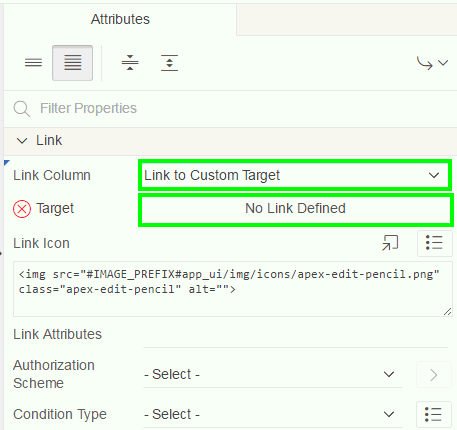 Attributes
Filter Properties
Link
Link Column Link to Custom Target
Target No Link Defined
Link Icon
<img src="#IMAGE_PREFIX#app_ui/img/icons/apex-edit-pencil.png"
class="apex-edit-pencil" alt="">
Link Attributes
Authorization
Scheme - Select -
Condition Type - Select -